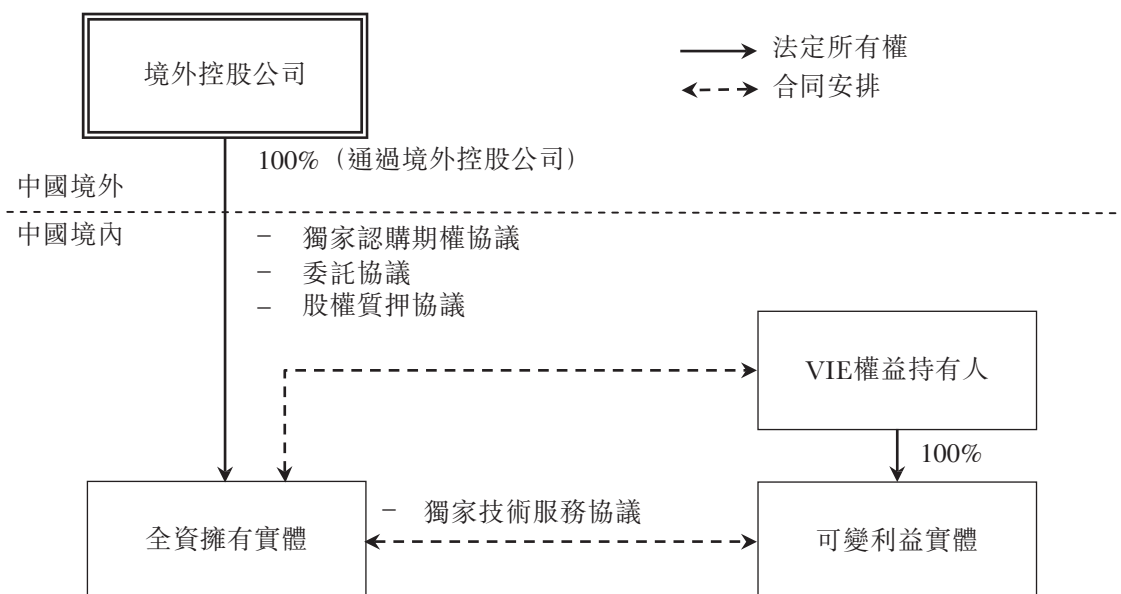 境外控股公司
法定所有權
合同安排
100%（通過境外控股公司）
中國境外
中國境內
– 獨家認購期權協議
– 委託協議
– 股權質押協議
VIE權益持有人
100%
– 獨家技術服務協議
全資擁有實體
可變利益實體